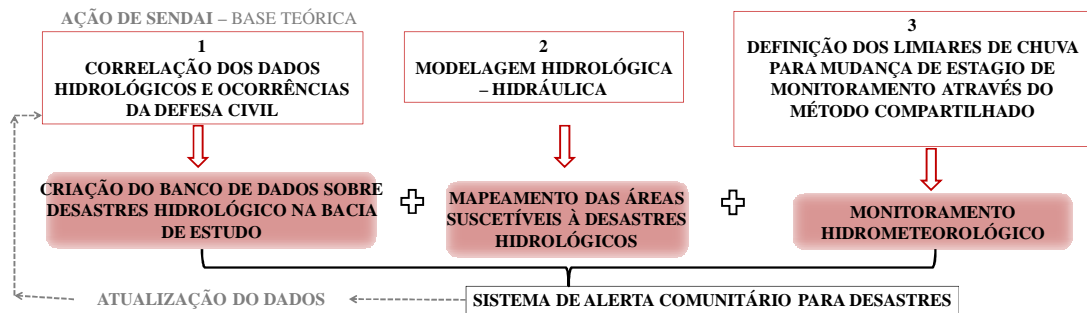 AÇÃO DE SENDAI – BASE TEÓRICA
1
CORRELAÇÃO DOS DADOS
HIDROLÓGICOS E OCORRÊNCIAS
DA DEFESA CIVIL
2
MODELAGEM HIDROLÓGICA
– HIDRÁULICA
3
DEFINIÇÃO DOS LIMIARES DE CHUVA
PARA MUDANÇA DE ESTAGIO DE
MONITORAMENTO ATRAVÉS DO
MÉTODO COMPARTILHADO
CRIAÇÃO DO BANCO DE DADOS SOBRE
DESASTRES HIDROLÓGICO NA BACIA
DE ESTUDO
MAPEAMENTO DAS ÁREAS
SUSCETÍVEIS À DESASTRES
HIDROLÓGICOS
MONITORAMENTO
HIDROMETEOROLÓGICO
ATUALIZAÇÃO DO DADOS
SISTEMA DE ALERTA COMUNITÁRIO PARA DESASTRES